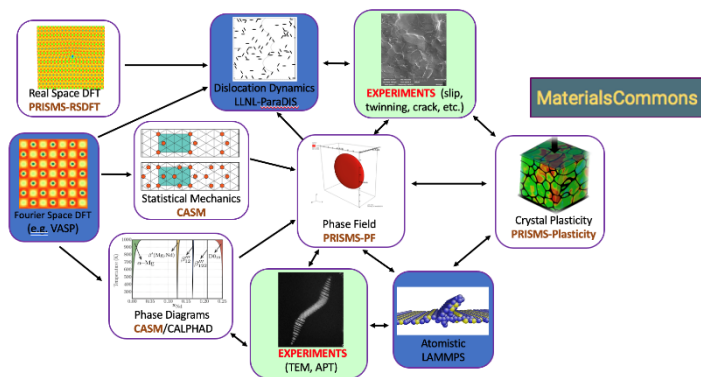 Real Space DFT
PRISMS-RSDFT
Dislocation Dynamics
LLNL-ParaDIS
EXPERIMENTS (slip,
twinning, crack, etc.)
MaterialsCommons
Fourier Space DFT
(e.g. VASP)
Statistical Mechanics
CASM
Phase Field
PRISMS-PF
Crystal Plasticity
PRISMS-Plasticity
Temperature (K)
α-Mg
Phase Diagrams
CASM/CALPHAD
EXPERIMENTS
(TEM, APT)
Atomistic
LAMMPS